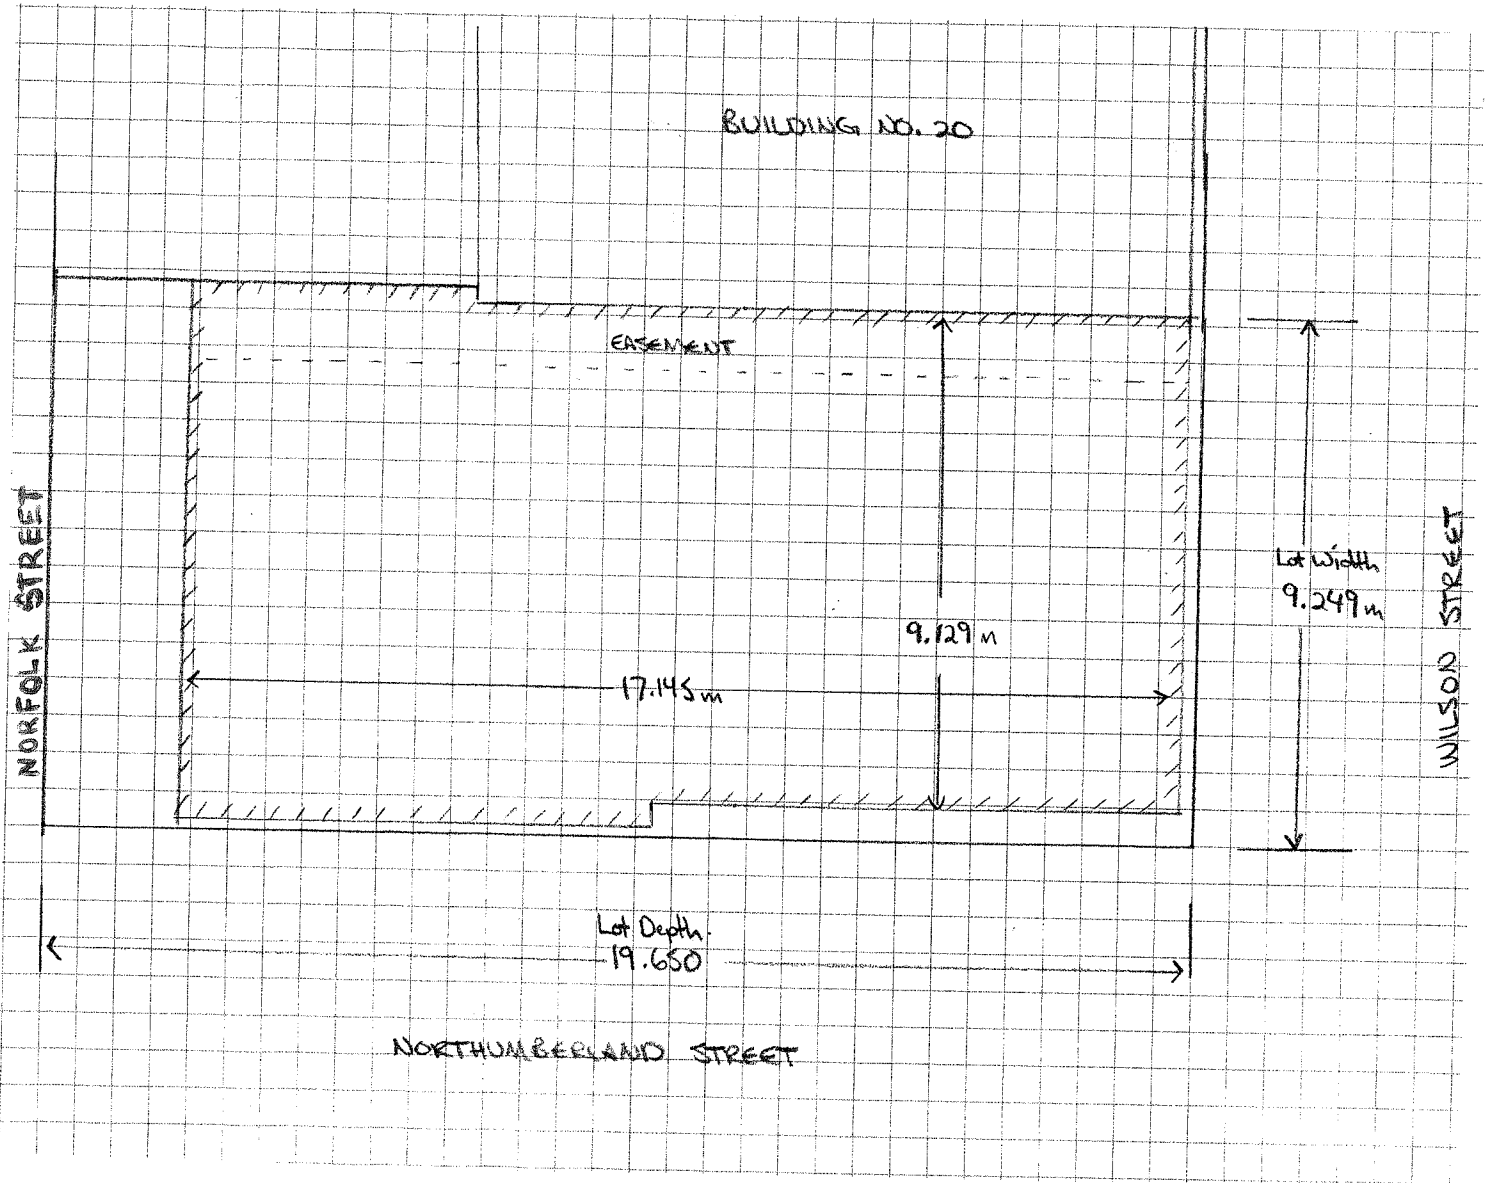 BUILDING NO. 20
EASEMENT
NORFOLK STREET
Lot Width
9.249 m
WILSON STREET
9.129 m
17.145 m
Lot Depth.
19.650
NORTHUMBERLAND STREET